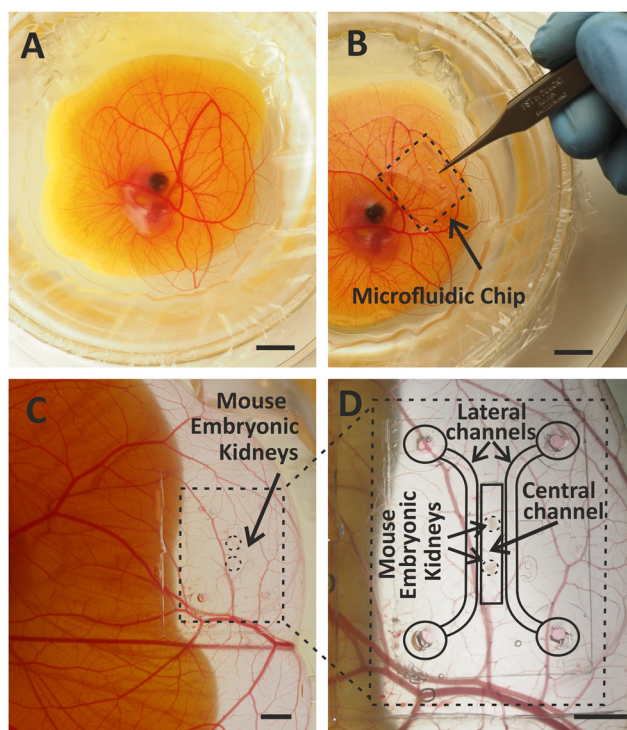 A
B
Microfluidic Chip
C
Mouse
Embryonic
Kidneys
D
Lateral
channels
Central
channel
Mouse
Embryonic
Kidneys